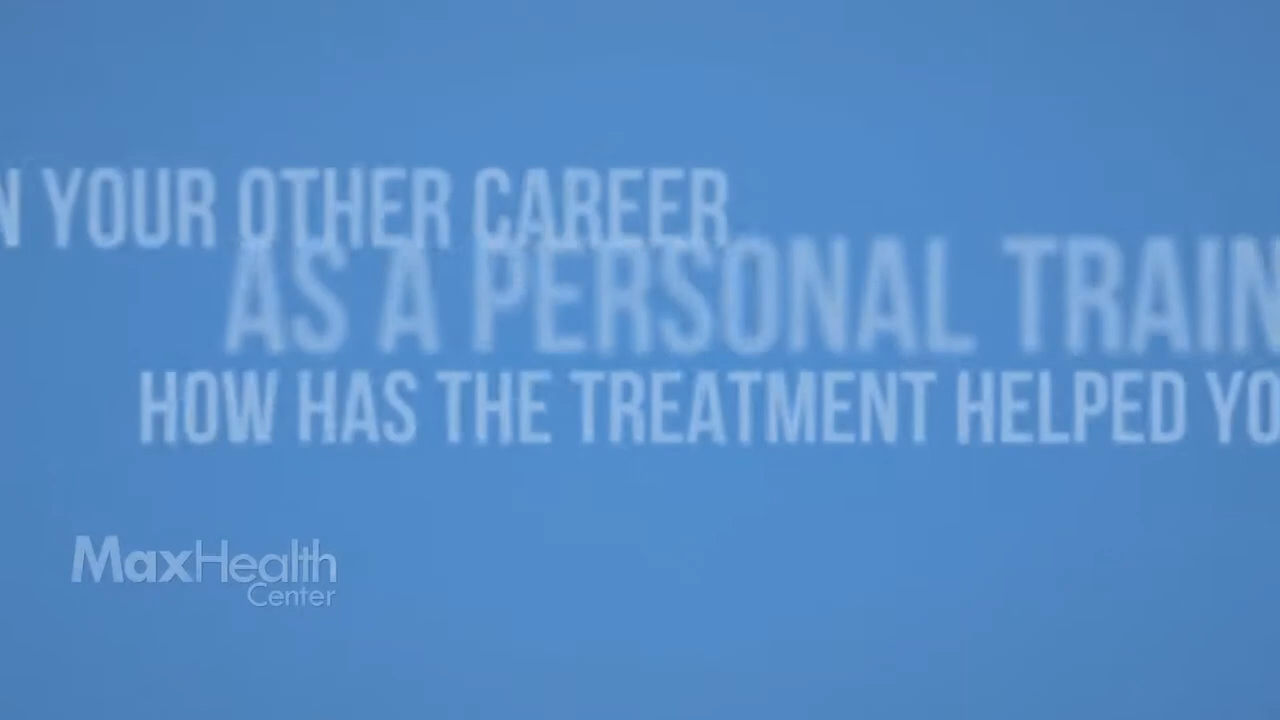 N YOUR OTHER CAREER
AS A PERSONAL TRAIN
HOW HAS THE TREATMENT HELPED YO
MaxHealth
Center